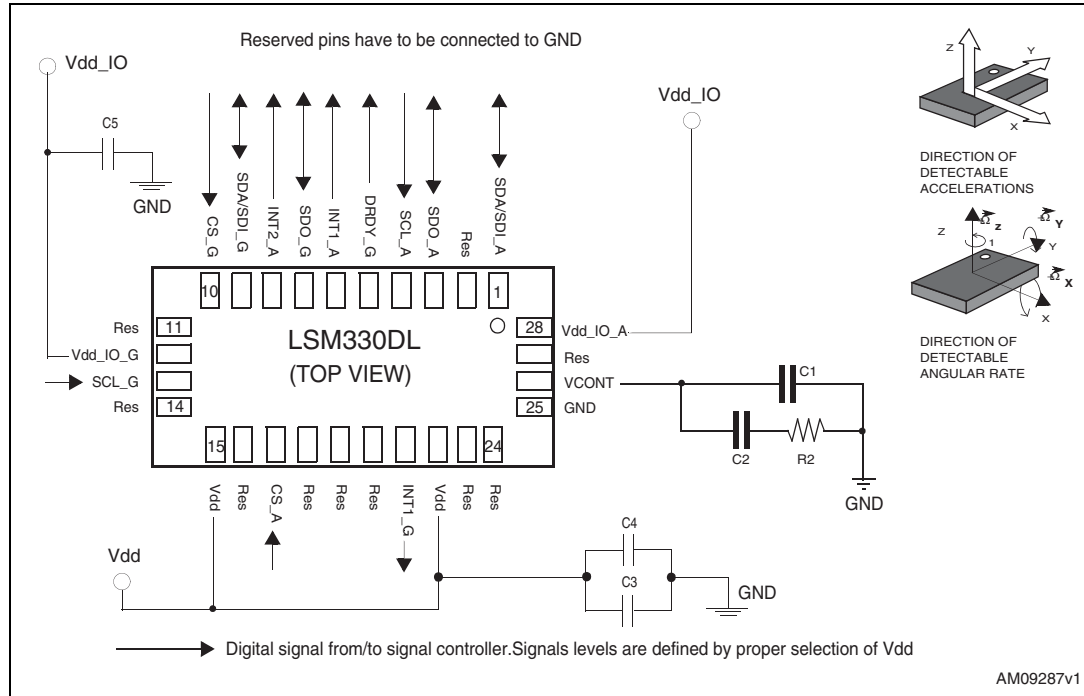 Reserved pins have to be connected to GND
Vdd_IO
C5
GND
CS_G
SDA/SDI_G
INT2_A
SDO_G
INT1_A
DRDY_G
SCL_A
SDO_A
Res
SDA/SDI_A
Vdd_IO
10
1
Res
11
Vdd_IO_G
SCL_G
Res
14
LSM330DL
(TOP VIEW)
28
Vdd_IO_A
Res
VCONT
25
GND
15
24
Vdd
Res
CS_A
Res
Res
Res
INT1_G
Vdd
Res
Res
C1
C2
R2
GND
Vdd
C4
C3
GND
Z
Y
X
DIRECTION OF
DETECTABLE
ACCELERATIONS
Z
Ω z
1
Ω Y
Y
Ω X
X
DIRECTION OF
DETECTABLE
ANGULAR RATE
Digital signal from/to signal controller.Signals levels are defined by proper selection of Vdd
AM09287v1